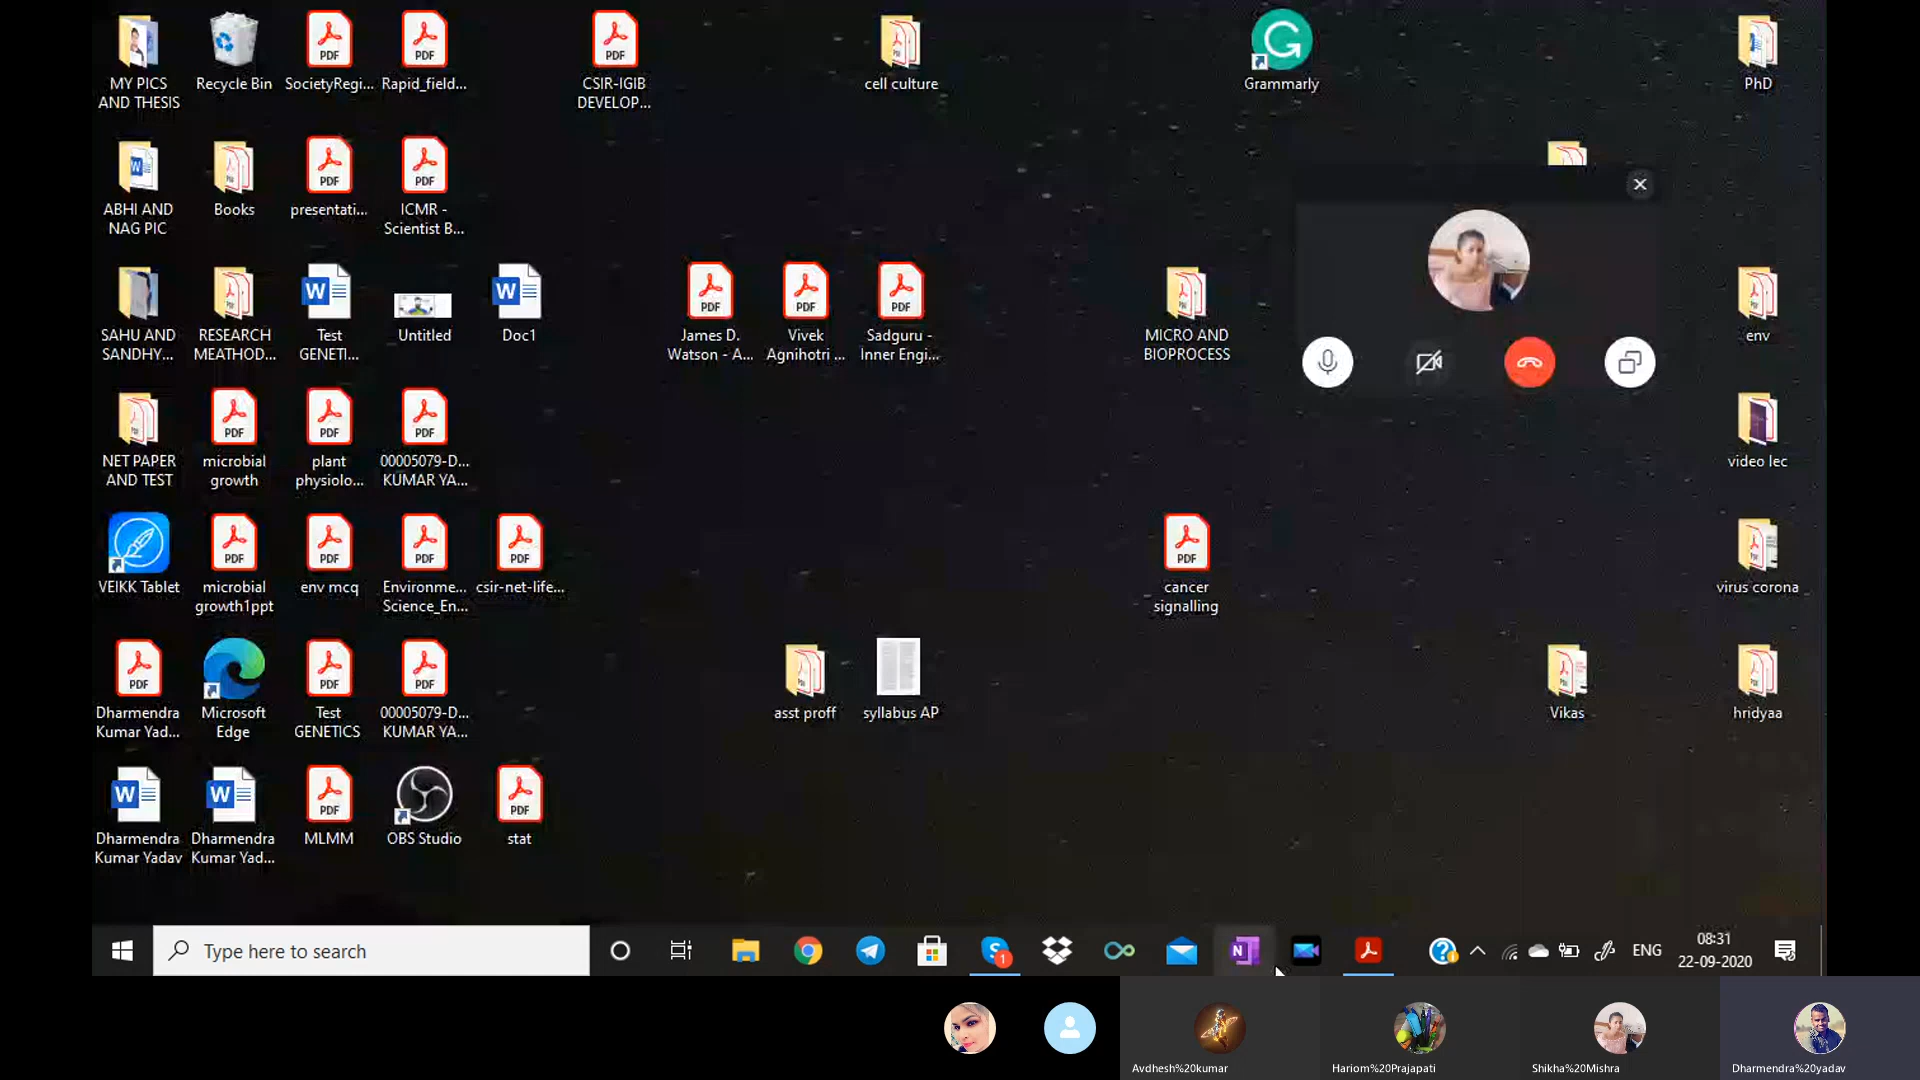 MY PICS
AND THESIS
Recycle Bin
SocietyRegi...
Rapid_field...
CSIR-IGIB
DEVELOP...
cell culture
Grammarly
PhD
ABHI AND
NAG PIC
Books
presentati...
ICMR -
Scientist B...
SAHU AND
SANDHY...
RESEARCH
MEATHOD...
Test
GENETI...
Untitled
Doc1
James D.
Watson - A...
Vivek
Agnihotri ...
Sadguru -
Inner Engi...
MICRO AND
BIOPROCESS
env
NET PAPER
AND TEST
microbial
growth
plant
physiolo...
00005079-D...
KUMAR YA...
video lec
VEIKK Tablet
microbial
growth1ppt
env mcq
Environme...
Science_En...
csir-net-life...
cancer
signalling
virus corona
Dharmendra
Kumar Yad...
Microsoft
Edge
Test
GENETICS
00005079-D...
KUMAR YA...
asst proff
syllabus AP
Vikas
hridyaa
Dharmendra
Kumar Yadav
Dharmendra
Kumar Yad...
MLMM
OBS Studio
stat
Type here to search
1
ENG
08:31
22-09-2020
Avdhesh%20kumar
Hariom%20Prajapati
Shikha%20Mishra
Dharmendra%20yadav